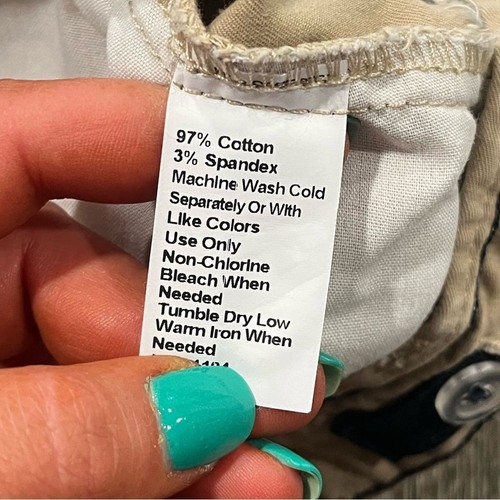 97% Cotton
3% Spandex
Machine Wash Cold
Separately Or With
Like Colors
Use Only
Non-Chlorine
Bleach When
Needed
Tumble Dry Low
Warm Iron When
Needed